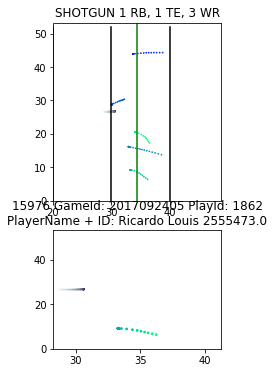 SHOTGUN 1 RB, 1 TE, 3 WR
50
40
30
20
10
0
20 30 40
15976 GameId: 2017092405 PlayId: 1862
PlayerName + ID: Ricardo Louis 2555473.0
40
20
0
30 35 40